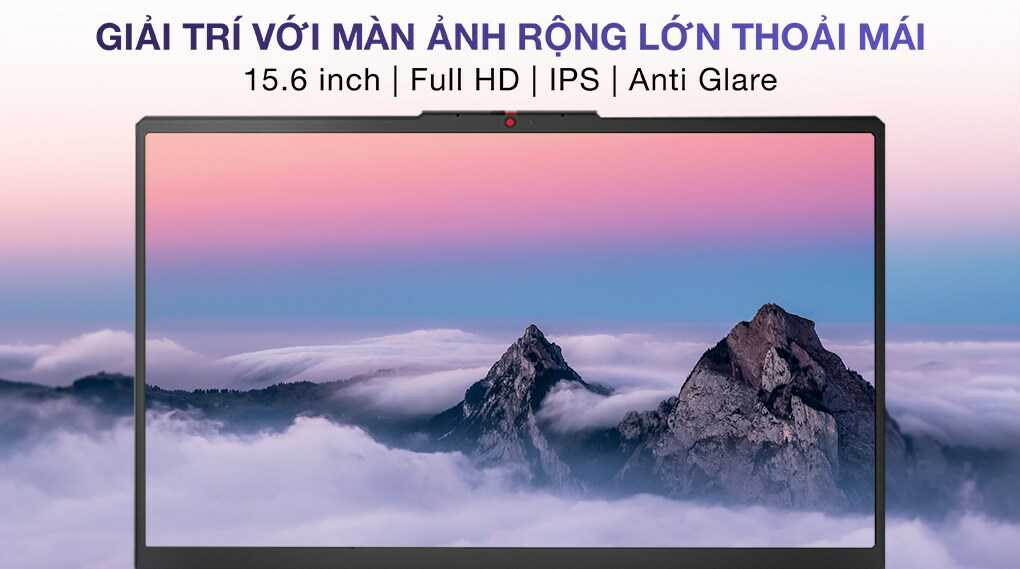 GIẢI TRÍ VỚI MÀN ẢNH RỘNG LỚN THOẢI MÁI
15.6 inch | Full HD | IPS | Anti Glare